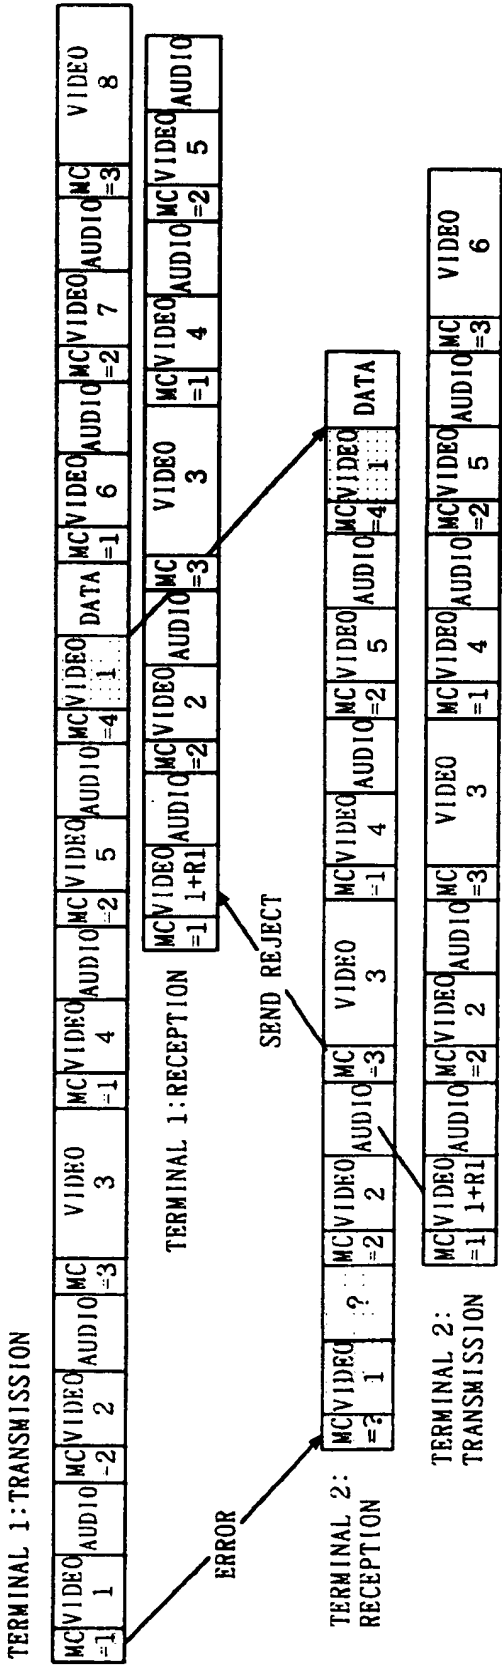 TERMINAL 1:TRANSMISSION
MC =1 VIDEO 1 AUDIO MC =2 VIDEO 2 AUDIO MC =3 VIDEO 3 MC =1 VIDEO 4 AUDIO MC =2 VIDEO 5 AUDIO MC =4 VIDEO 1 DATA MC =1 VIDEO 6 AUDIO MC =2 VIDEO 7 AUDIO MC =3 VIDEO 8
MC =1 VIDEO 1+R1 AUDIO MC =2 VIDEO 2 AUDIO MC =3 VIDEO 3 MC =1 VIDEO 4 AUDIO MC =2 VIDEO 5 AUDIO
TERMINAL 1:RECEPTION
ERROR
SEND REJECT
MC =? VIDEO 1 ? MC =2 VIDEO 2 AUDIO MC =3 VIDEO 3 MC =1 VIDEO 4 AUDIO MC =2 VIDEO 5 AUDIO MC =4 VIDEO 1 DATA
TERMINAL 2:
RECEPTION
MC =1 VIDEO 1+R1 AUDIO MC =2 VIDEO 2 AUDIO MC =3 VIDEO 3 MC =1 VIDEO 4 AUDIO MC =2 VIDEO 5 AUDIO MC =3 VIDEO 6
TERMINAL 2:
TRANSMISSION